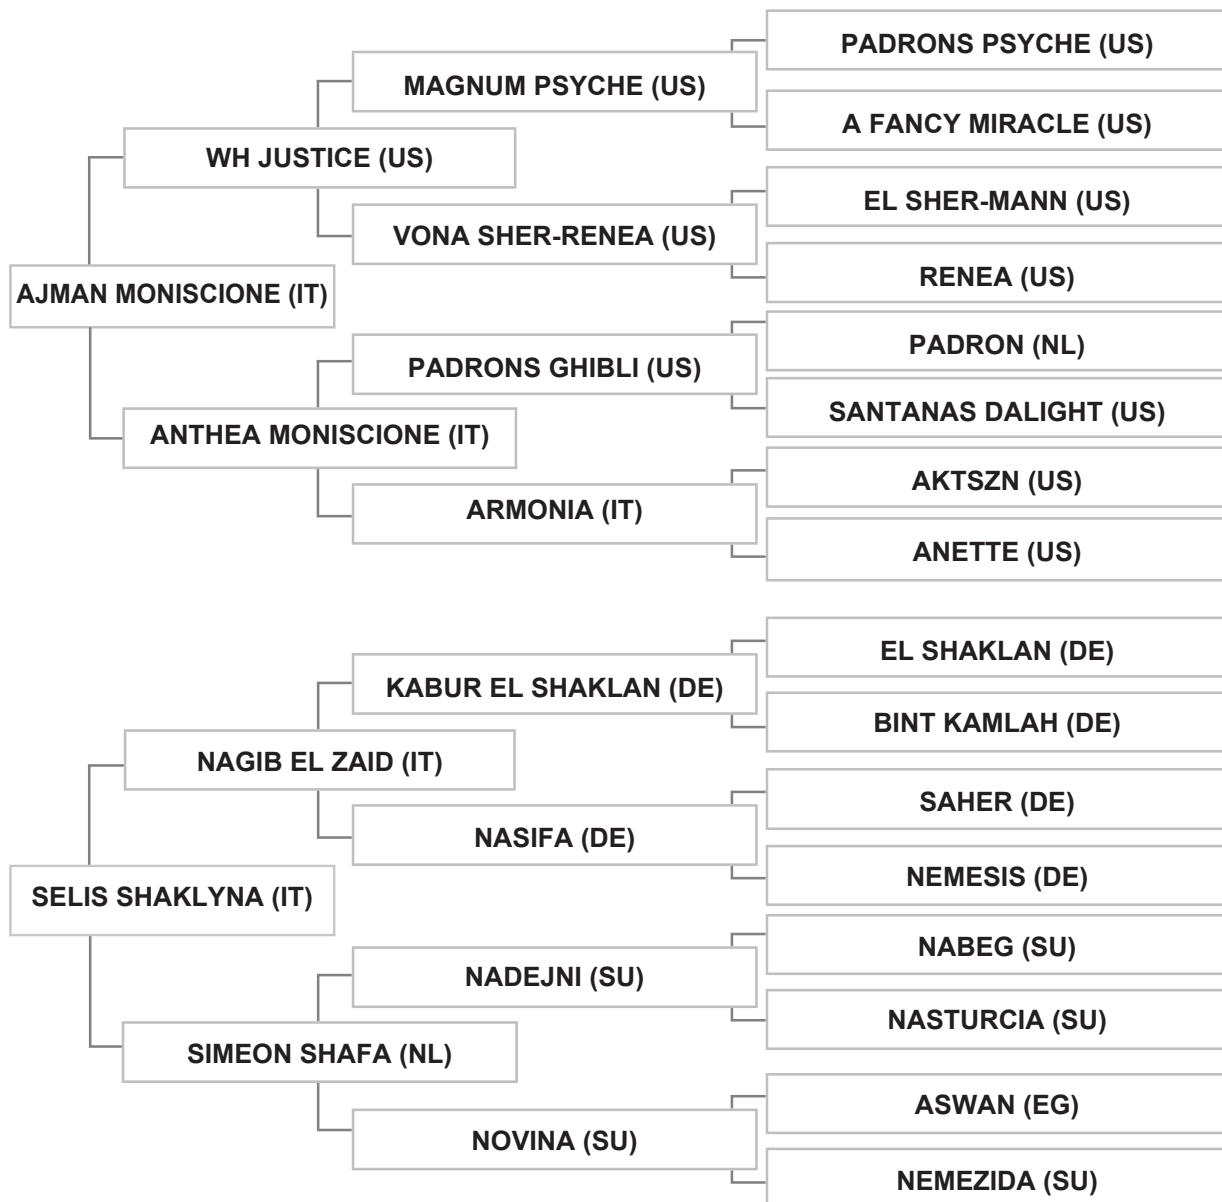 PADRONS PSYCHE (US)
MAGNUM PSYCHE (US)
A FANCY MIRACLE (US)
WH JUSTICE (US)
EL SHER-MANN (US)
VONA SHER-RENEA (US)
RENEA (US)
AJMAN MONISCIONE (IT)
PADRON (NL)
PADRONS GHIBLI (US)
SANTANAS DALIGHT (US)
ANTHEA MONISCIONE (IT)
AKTSZN (US)
ARMONIA (IT)
ANETTE (US)
EL SHAKLAN (DE)
KABUR EL SHAKLAN (DE)
BINT KAMLAH (DE)
NAGIB EL ZAID (IT)
SAHER (DE)
NASIFA (DE)
NEMESIS (DE)
SELIS SHAKLYNA (IT)
NABEG (SU)
NADEJNI (SU)
NASTURCIA (SU)
SIMEON SHAFA (NL)
ASWAN (EG)
NOVINA (SU)
NEMEZIDA (SU)